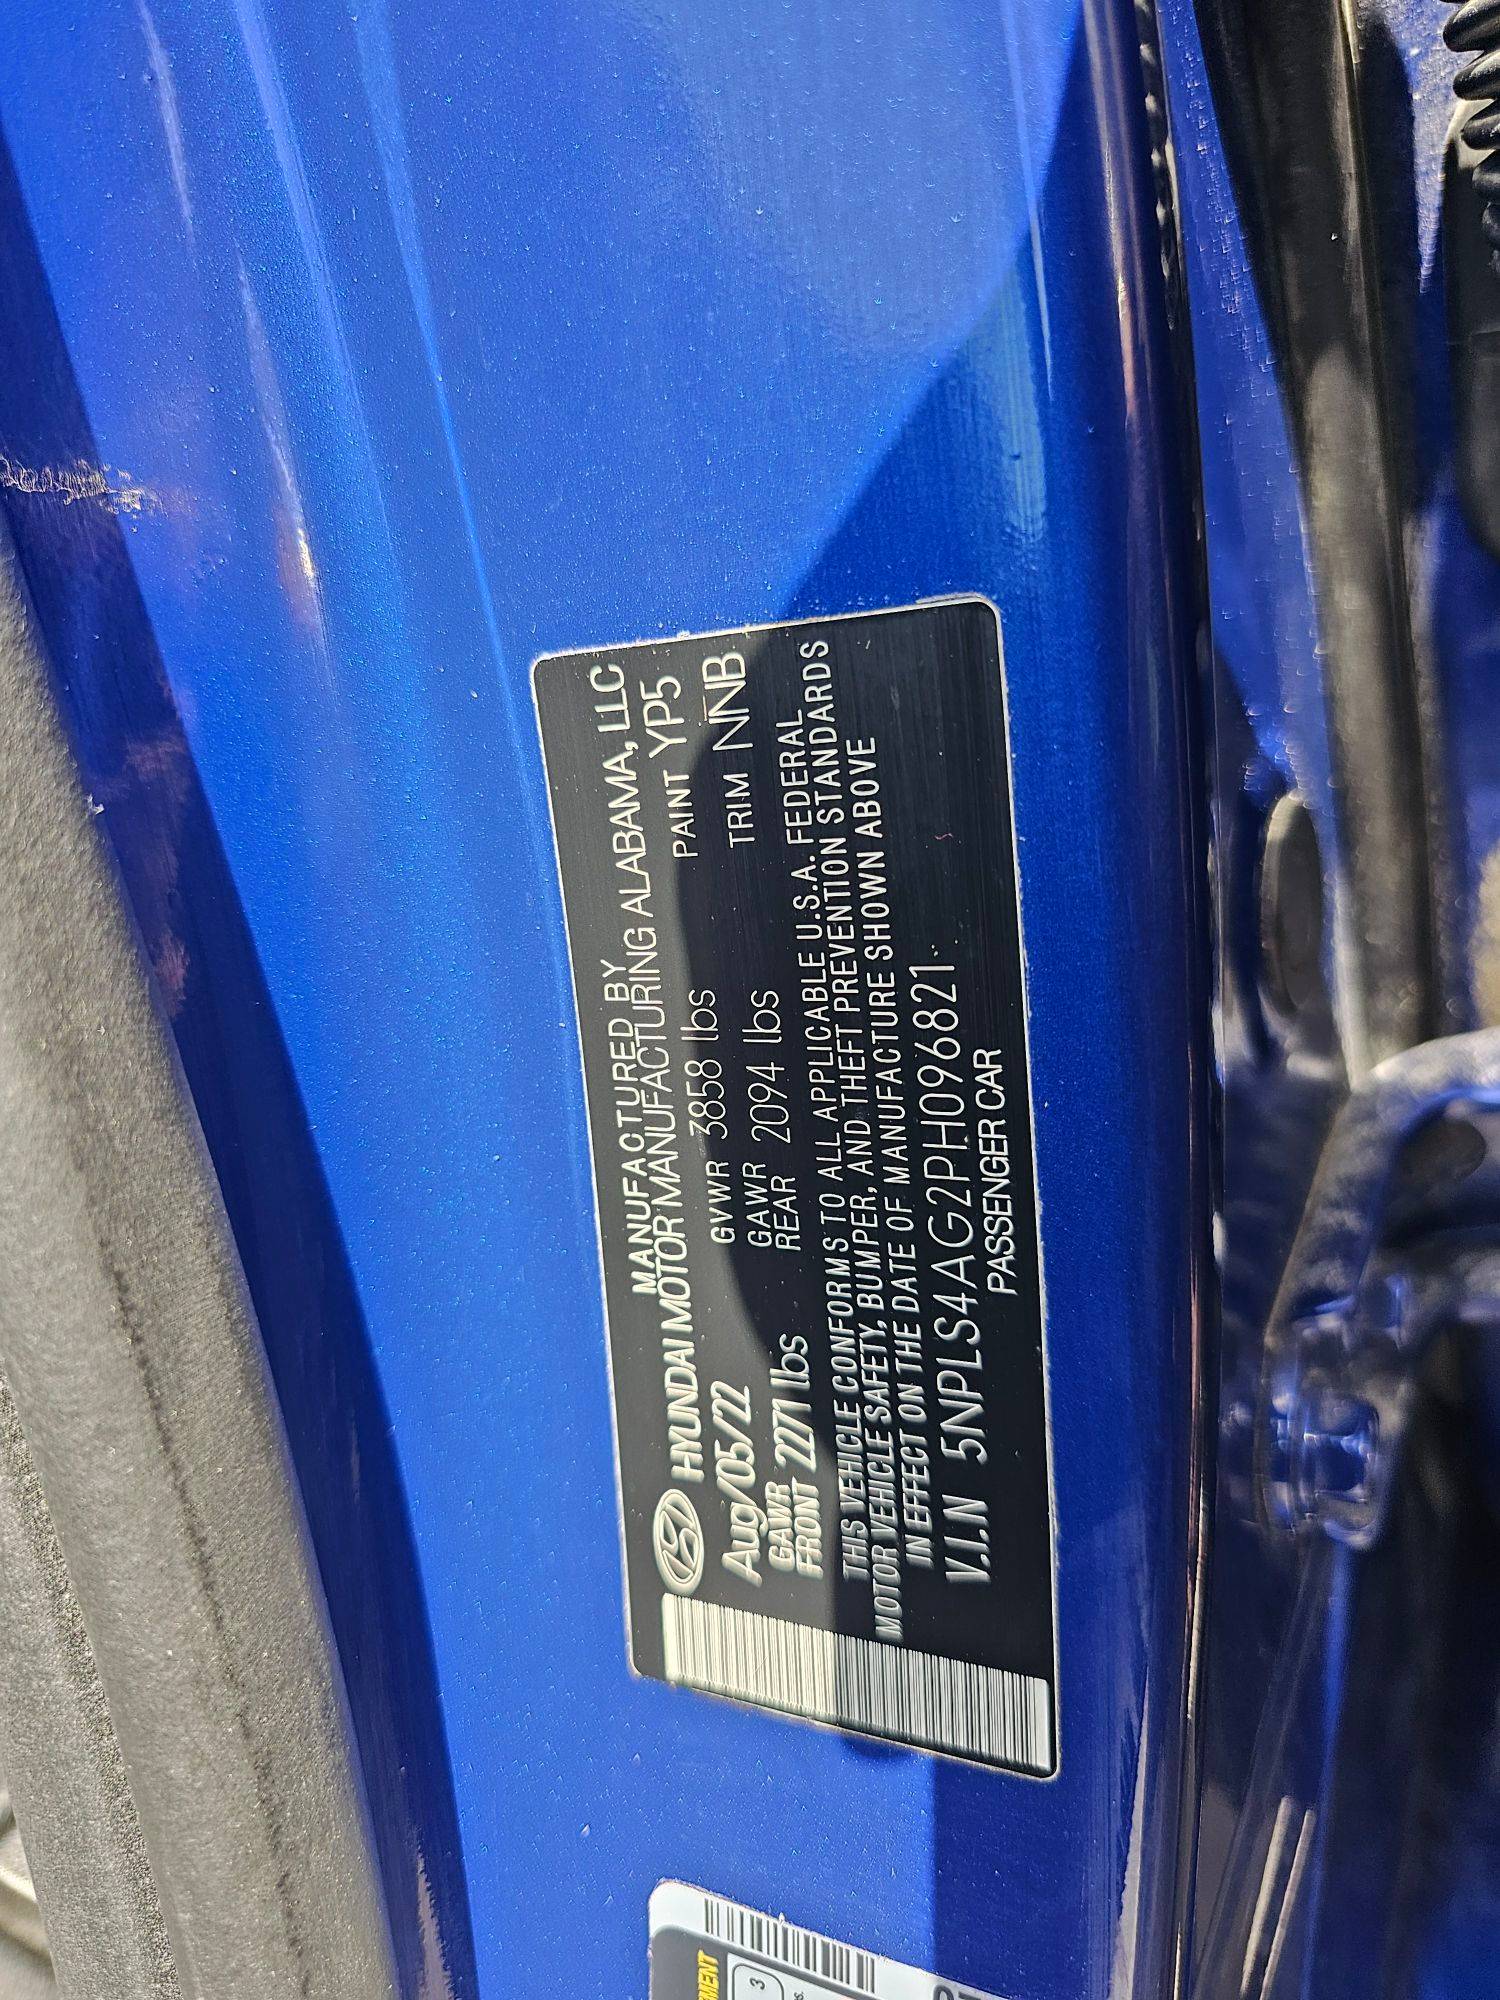 MANUFACTURED BY
HYUNDAI MOTOR MANUFACTURING ALABAMA, LLC
Aug/05/22 GVWR 3858 lbs PAINT YP5
GAWR FRONT 2271 lbs GAWR REAR 2094 lbs TRIM NNB
THIS VEHICLE CONFORMS TO ALL APPLICABLE U.S.A. FEDERAL
MOTOR VEHICLE SAFETY, BUMPER, AND THEFT PREVENTION STANDARDS
IN EFFECT ON THE DATE OF MANUFACTURE SHOWN ABOVE
V.I.N 5NPLS4AG2PH096821
PASSENGER CAR
3